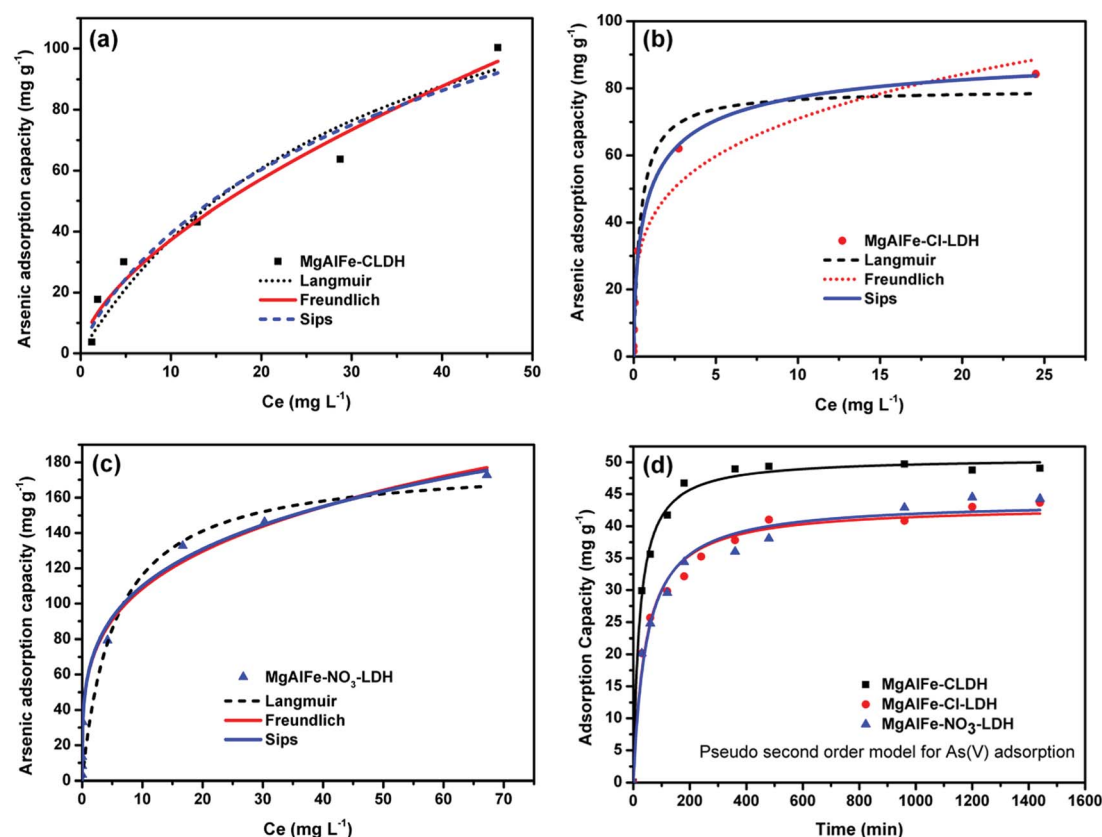 (a)
Arsenic adsorption capacity (mg g⁻¹)
100
80
60
40
20
0
MgAlFe-CLDH
Langmuir
Freundlich
Sips
0 10 20 30 40 50
Ce (mg L⁻¹)
(b)
Arsenic adsorption capacity (mg g⁻¹)
100
80
60
40
20
0
MgAlFe-Cl-LDH
Langmuir
Freundlich
Sips
0 5 10 15 20 25
Ce (mg L⁻¹)
(c)
Arsenic adsorption capacity (mg g⁻¹)
180
160
140
120
100
80
60
40
20
0
MgAlFe-NO₃-LDH
Langmuir
Freundlich
Sips
0 10 20 30 40 50 60 70
Ce (mg L⁻¹)
(d)
Adsorption Capacity (mg g⁻¹)
50
45
40
35
30
25
20
15
10
5
0
MgAlFe-CLDH
MgAlFe-Cl-LDH
MgAlFe-NO₃-LDH
Pseudo second order model for As(V) adsorption
0 200 400 600 800 1000 1200 1400 1600
Time (min)